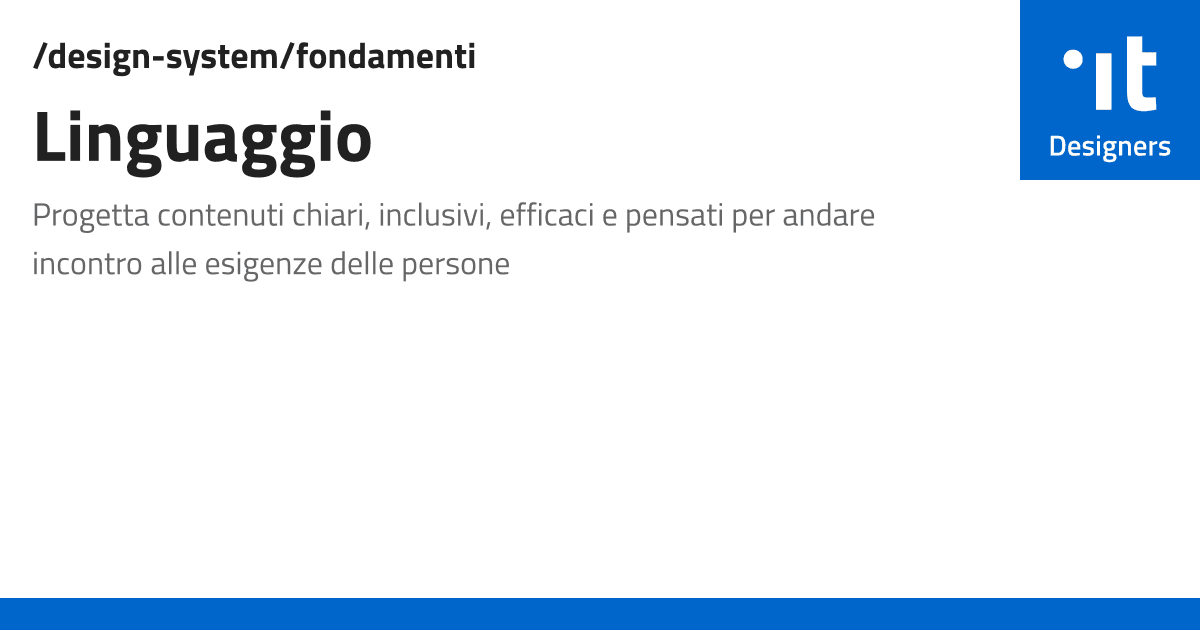 /design-system/fondamenti
Linguaggio
Progetta contenuti chiari, inclusivi, efficaci e pensati per andare
incontro alle esigenze delle persone
it
Designers